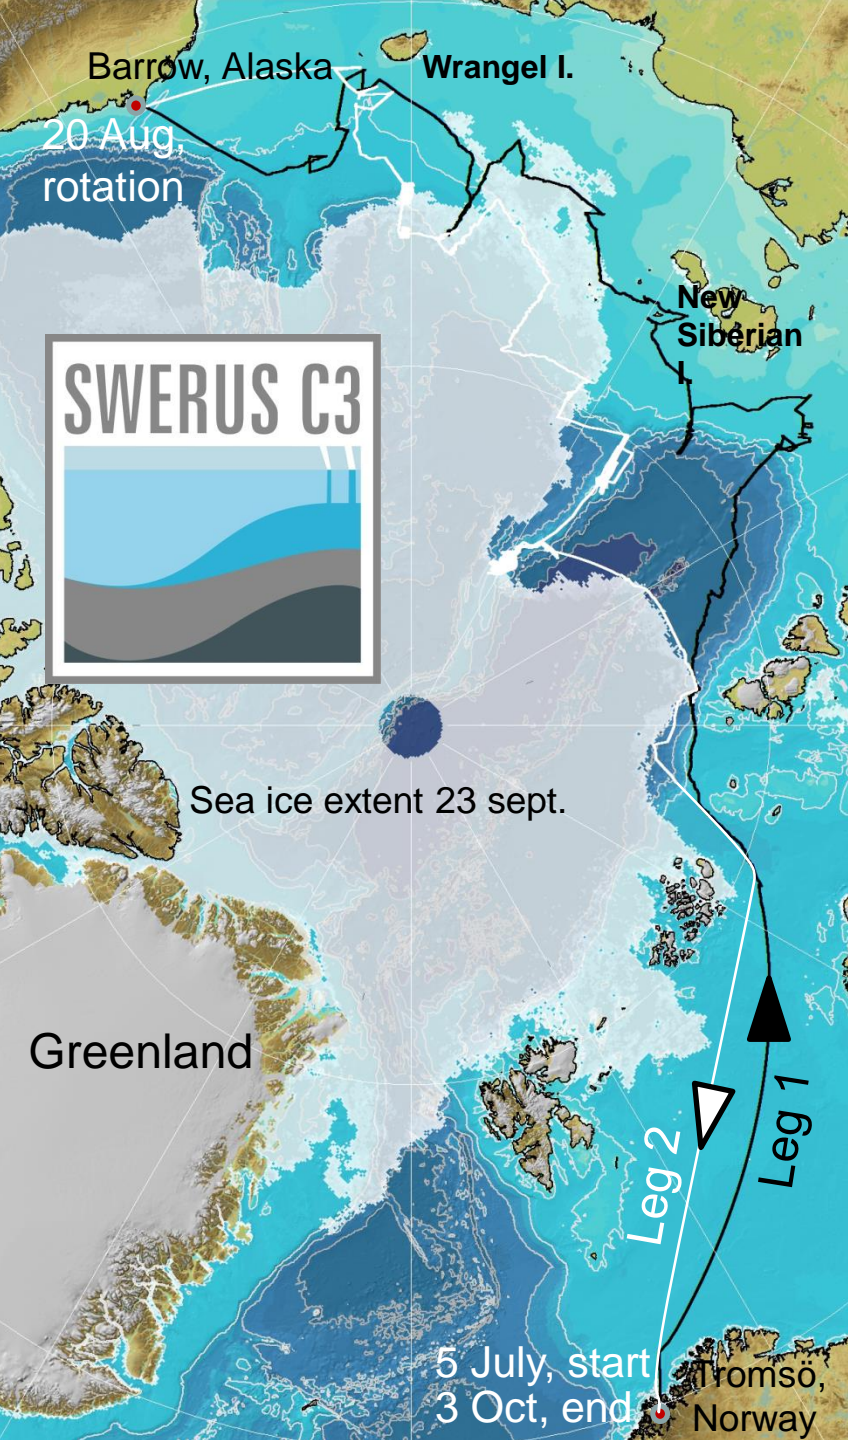 Barrow, Alaska
Wrangel I.
20 Aug,
rotation
New
Siberian
I.
SWERUS C3
Sea ice extent 23 sept.
Greenland
Leg 1
Leg 2
5 July, start
3 Oct, end
Tromsö,
Norway